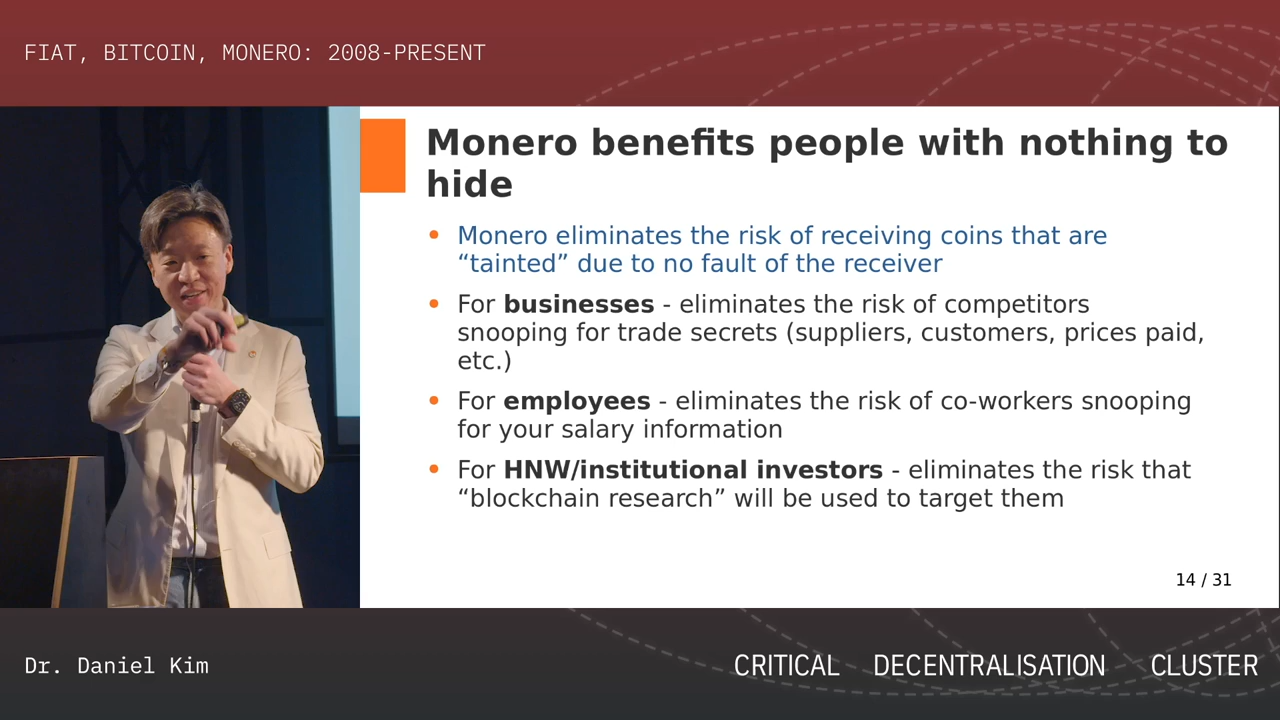 FIAT, BITCOIN, MONERO: 2008-PRESENT
Monero benefits people with nothing to
hide
• Monero eliminates the risk of receiving coins that are
“tainted” due to no fault of the receiver
• For businesses - eliminates the risk of competitors
snooping for trade secrets (suppliers, customers, prices paid,
etc.)
• For employees - eliminates the risk of co-workers snooping
for your salary information
• For HNW/institutional investors - eliminates the risk that
“blockchain research” will be used to target them
14 / 31
Dr. Daniel Kim
CRITICAL DECENTRALISATION CLUSTER